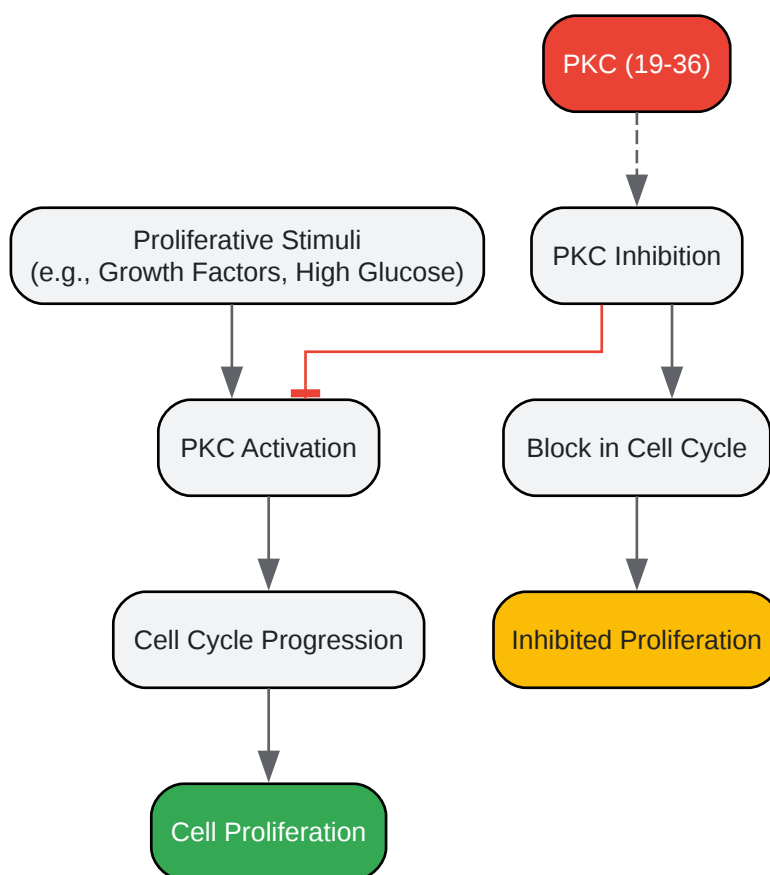 PKC (19-36)
Proliferative Stimuli
(e.g., Growth Factors, High Glucose)
PKC Inhibition
PKC Activation
Block in Cell Cycle
Cell Cycle Progression
Inhibited Proliferation
Cell Proliferation